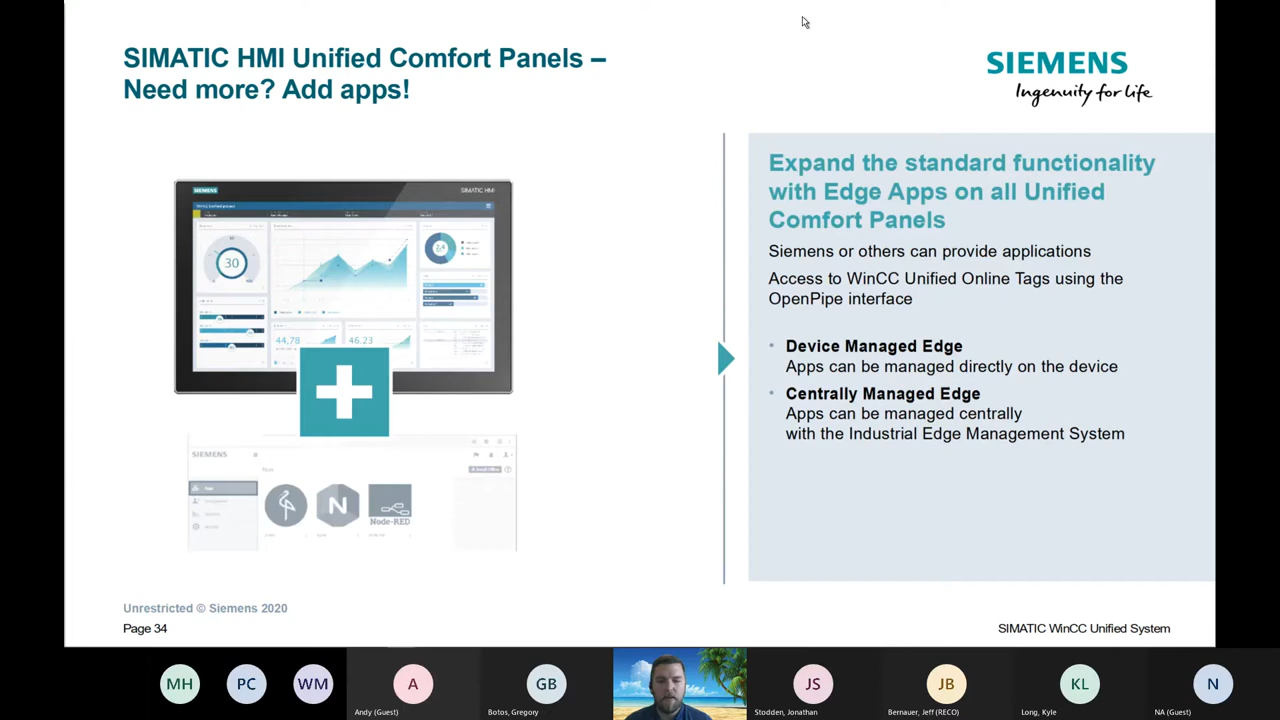 SIMATIC HMI Unified Comfort Panels –
Need more? Add apps!
SIEMENS
Ingenuity for life
SIEMENS
SIMATIC HMI
30
2,4
44,78
46.23
SIEMENS
Apps
Node-RED
Expand the standard functionality
with Edge Apps on all Unified
Comfort Panels
Siemens or others can provide applications
Access to WinCC Unified Online Tags using the
OpenPipe interface
• Device Managed Edge
Apps can be managed directly on the device
• Centrally Managed Edge
Apps can be managed centrally
with the Industrial Edge Management System
Unrestricted © Siemens 2020
Page 34
SIMATIC WinCC Unified System
MH
PC
WM
A
GB
JS
JB
KL
N
Andy (Guest)
Botos, Gregory
Stodden, Jonathan
Bernauer, Jeff (RECO)
Long, Kyle
NA (Guest)